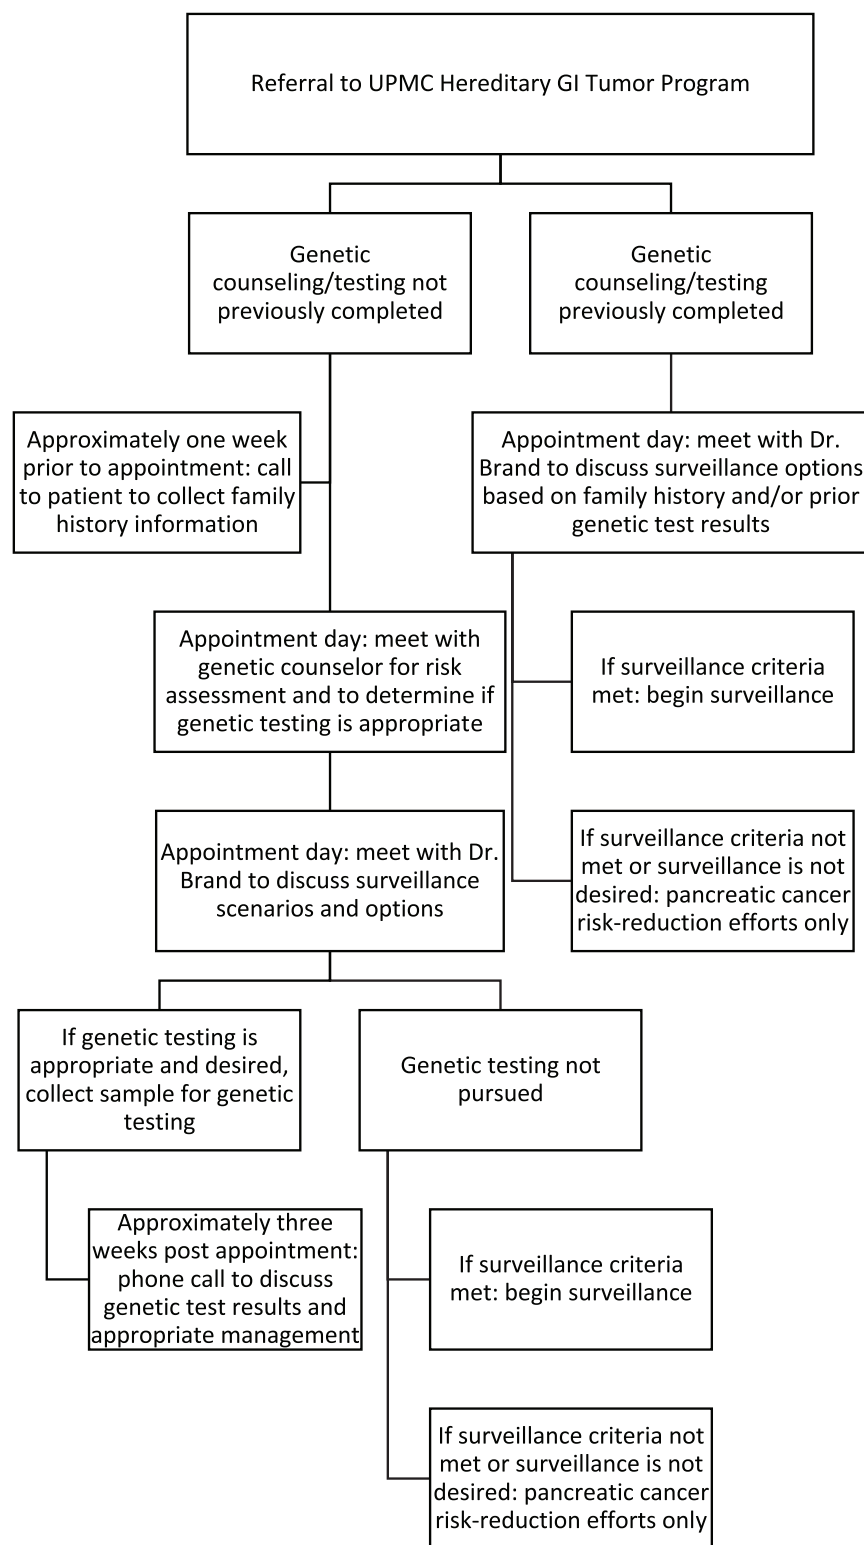 Referral to UPMC Hereditary GI Tumor Program
Genetic
counseling/testing not
previously completed
Genetic
counseling/testing
previously completed
Approximately one week
prior to appointment: call
to patient to collect family
history information
Appointment day: meet with Dr.
Brand to discuss surveillance options
based on family history and/or prior
genetic test results
Appointment day: meet with
genetic counselor for risk
assessment and to determine if
genetic testing is appropriate
If surveillance criteria
met: begin surveillance
Appointment day: meet with Dr.
Brand to discuss surveillance
scenarios and options
If surveillance criteria not
met or surveillance is not
desired: pancreatic cancer
risk-reduction efforts only
If genetic testing is
appropriate and desired,
collect sample for genetic
testing
Genetic testing not
pursued
Approximately three
weeks post appointment:
phone call to discuss
genetic test results and
appropriate management
If surveillance criteria
met: begin surveillance
If surveillance criteria not
met or surveillance is not
desired: pancreatic cancer
risk-reduction efforts only